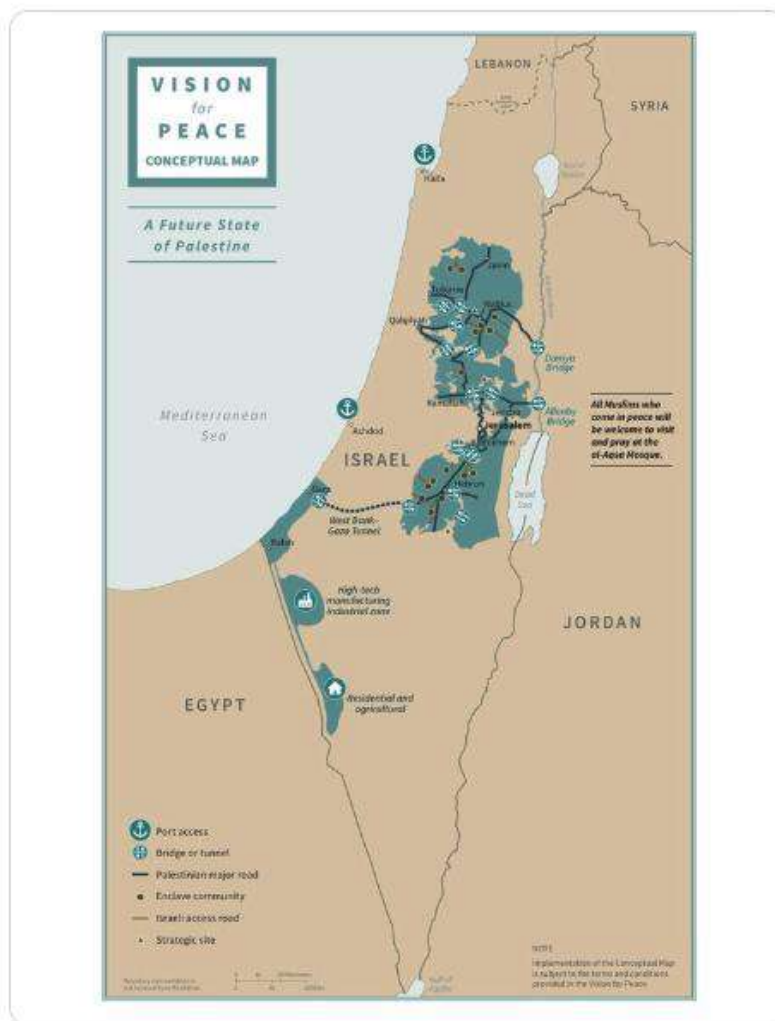 VISION
for
PEACE
CONCEPTUAL MAP
A Future State
of Palestine
LEBANON
SYRIA
Haifa
Jenin
Tulkarm
Nablus
Qalqilyah
Damiya
Bridge
Ramallah
Jericho
Allenby
Bridge
Jerusalem
All Muslims who
come in peace will
be welcome to visit
and pray at the
al-Aqsa Mosque.
Mediterranean
Sea
Ashdod
ISRAEL
Hebron
Dead
Sea
Gaza
West Bank-
Gaza Tunnel
Rafah
High-tech
manufacturing
industrial zone
JORDAN
EGYPT
Residential and
agricultural
Port access
Bridge or tunnel
Palestinian major road
Enclave community
Israeli access road
Strategic site
NOTE
Implementation of the Conceptual Map
is subject to the terms and conditions
provided in the Vision for Peace